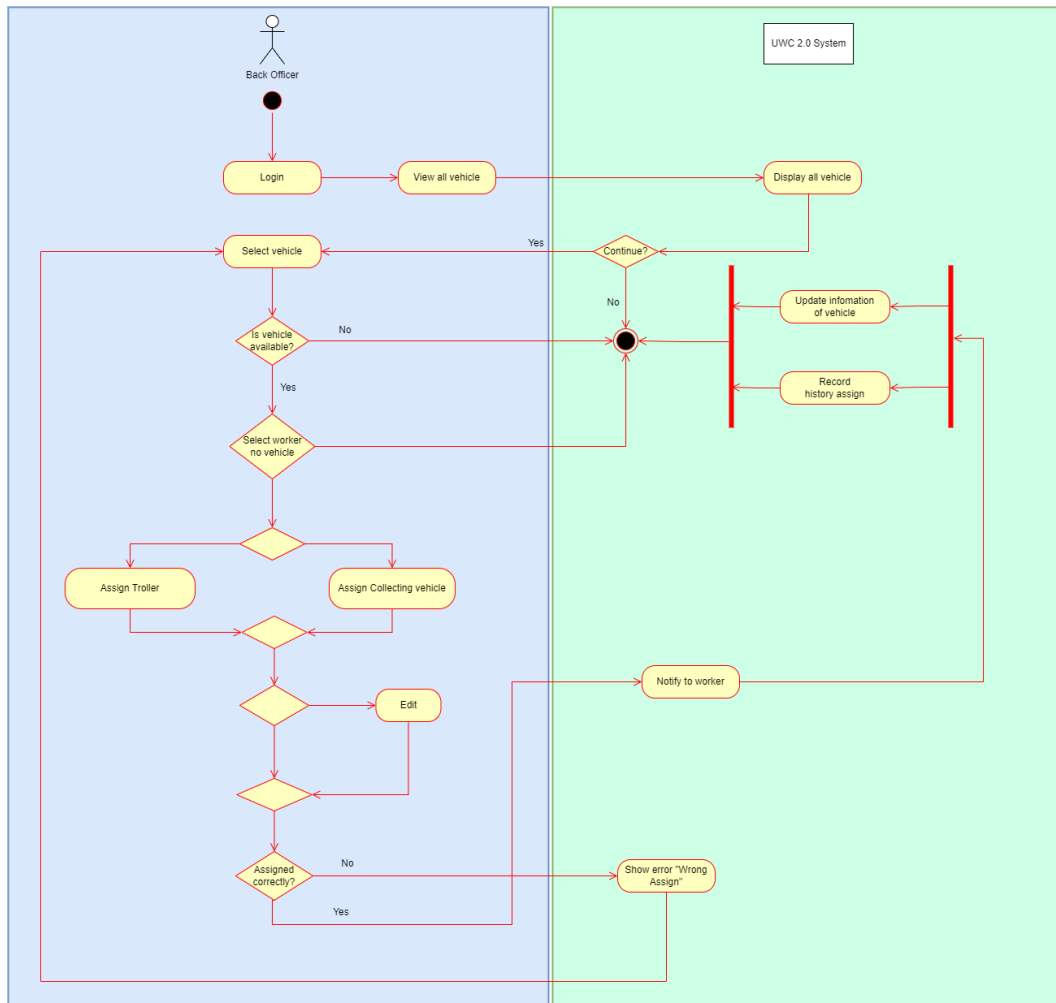 UWC 2.0 System
Back Officer
Login
View all vehicle
Display all vehicle
Select vehicle
Yes
Continue?
No
Update infomation
of vehicle
Is vehicle
available?
No
Yes
Record
history assign
Select worker
no vehicle
Assign Troller
Assign Collecting vehicle
Notify to worker
Edit
Assigned
correctly?
No
Show error "Wrong
Assign"
Yes